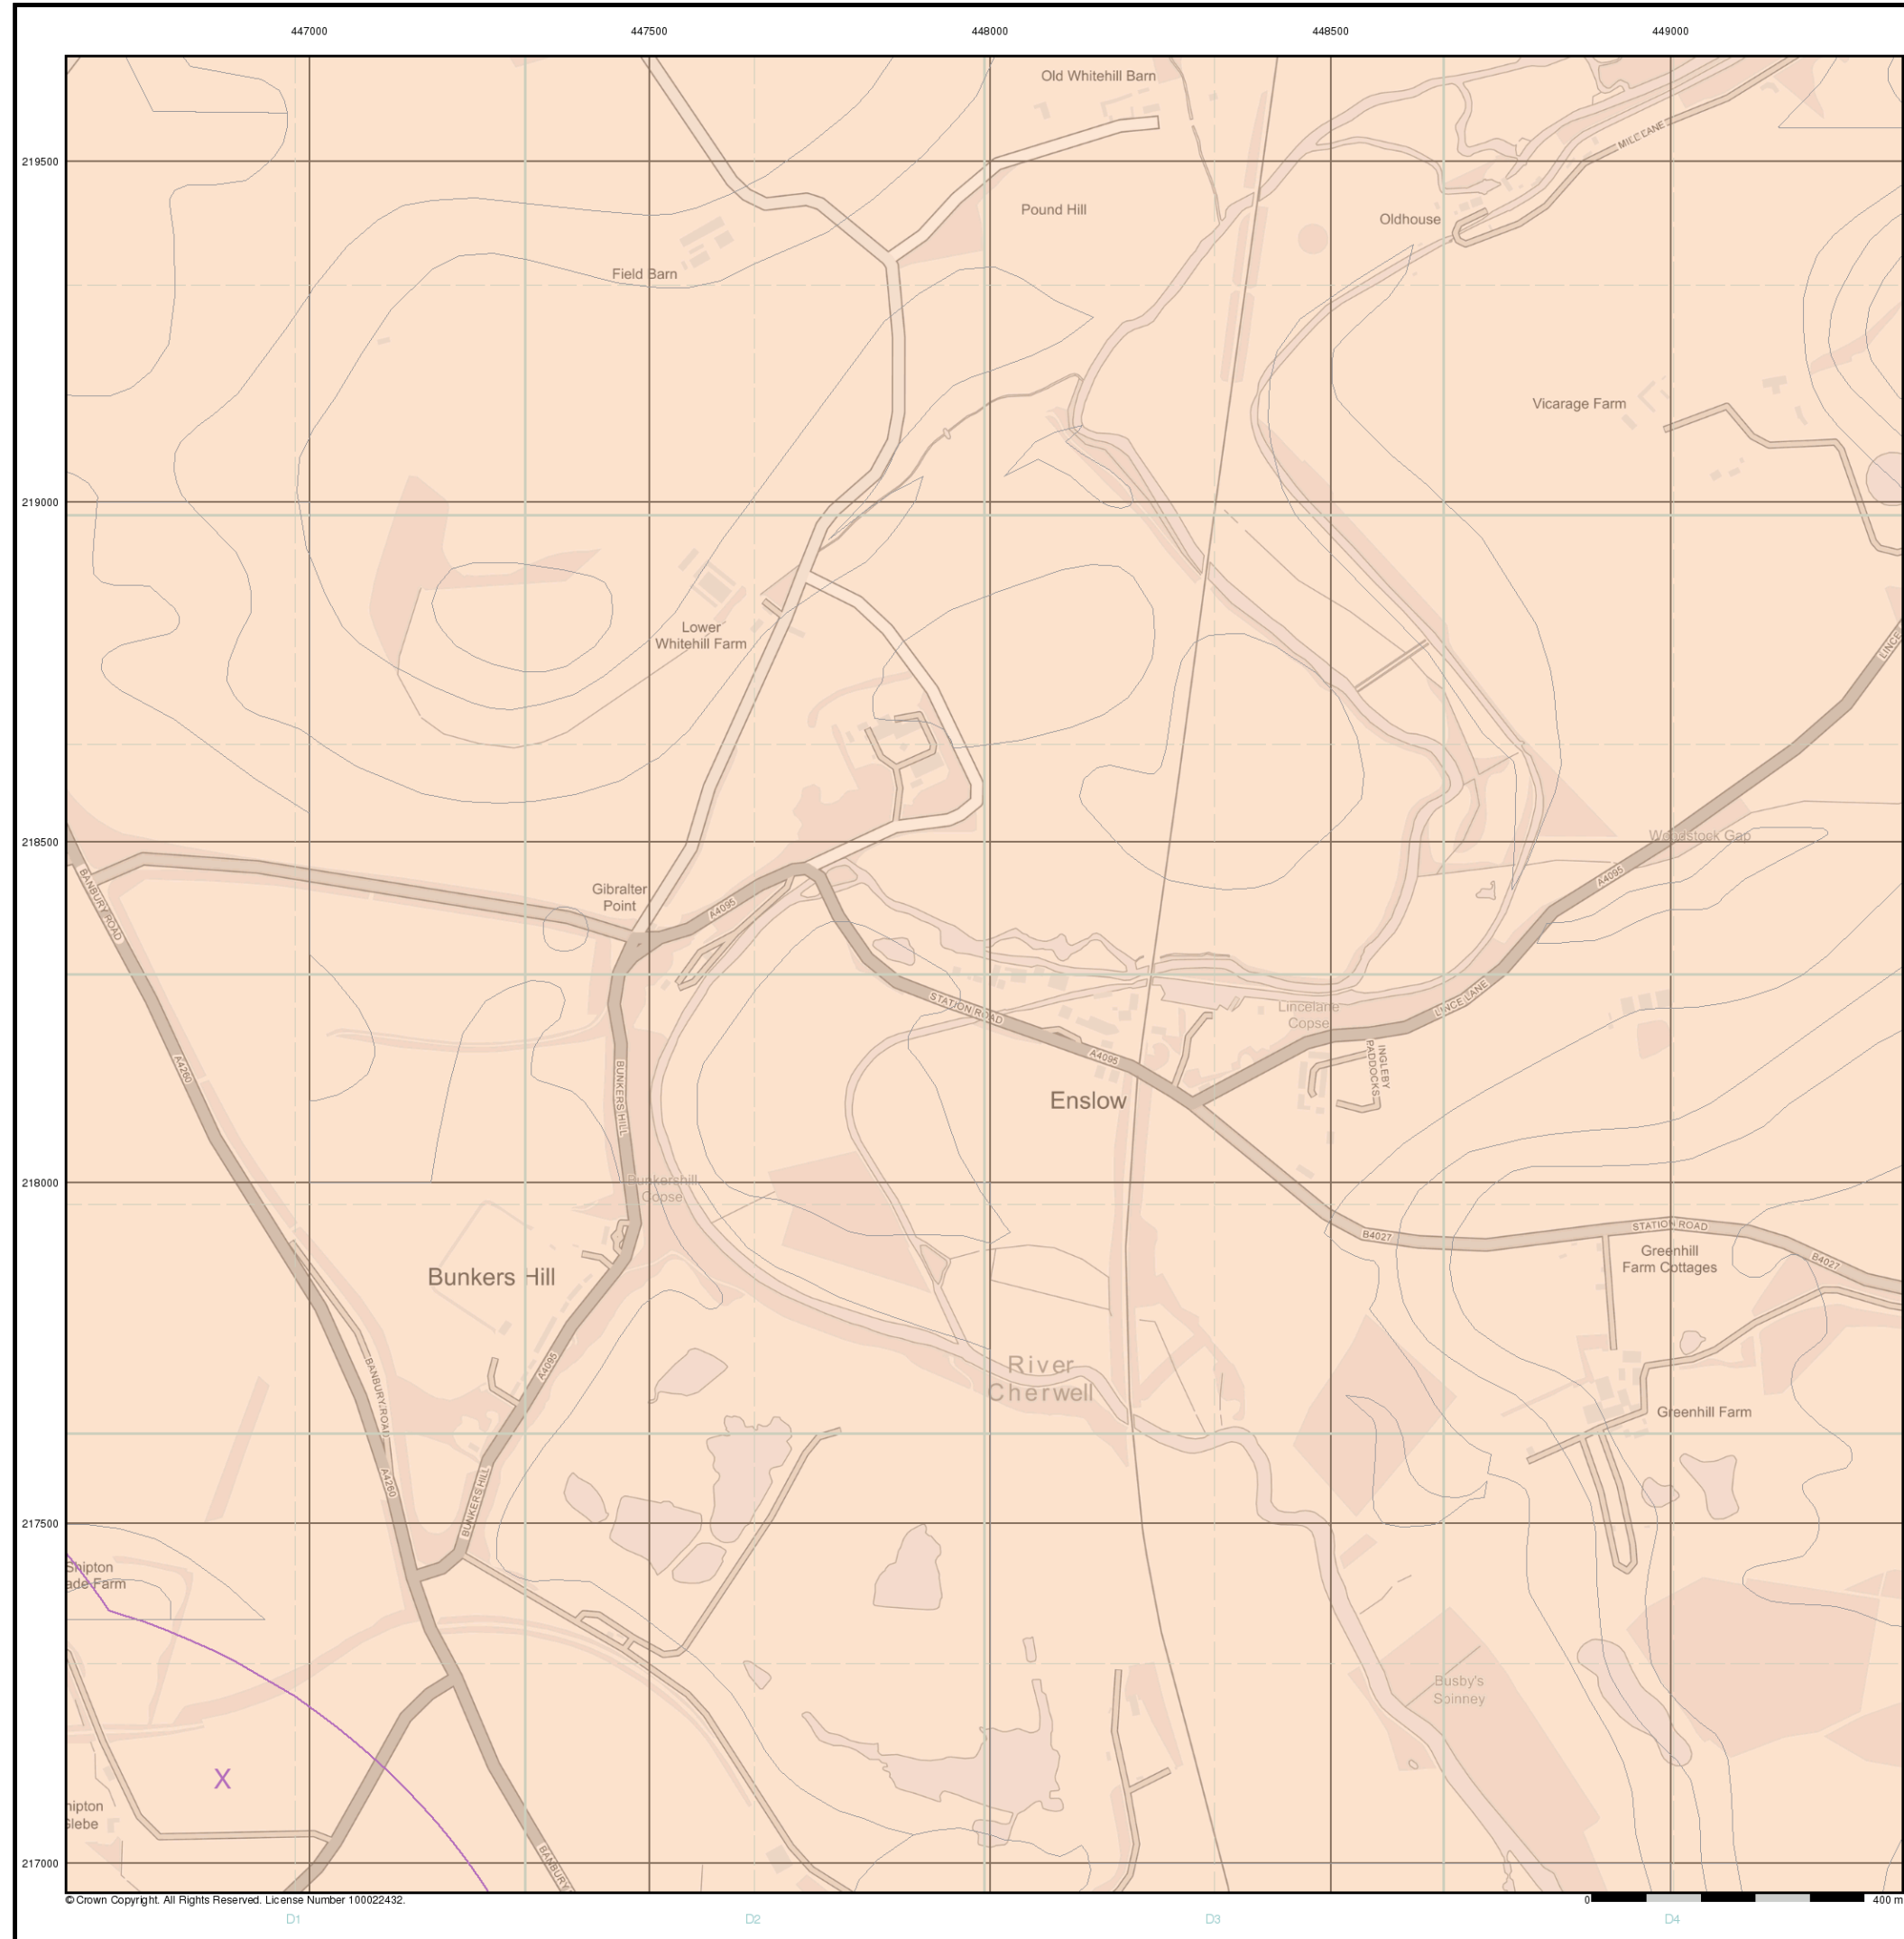 447000 447500 448000 448500 449000
Old Whitehill Barn
MILL LANE
219500
Pound Hill
Oldhouse
Field Barn
Vicarage Farm
219000
Lower
Whitehill Farm
LINCE
218500
Woodstock Gap
BANBURY ROAD
Gibralter
Point
A4095
A4095
STATION ROAD
LINCE LANE
Lincelane
Copse
A4260
BUNKERS HILL
A4095
INGLEBY
PADDOCKS
Enslow
218000
Bunkershill
Copse
STATION ROAD
B4027
Greenhill
Farm Cottages
B4027
Bunkers Hill
A4095
BANBURY ROAD
River
Cherwell
Greenhill Farm
A4260
BUNKERS HILL
217500
Shipton
ade Farm
Busby's
Spinney
X
hipton
Glebe
BANBURY
217000
© Crown Copyright. All Rights Reserved. License Number 100022432.
0 400 m
D1 D2 D3 D4